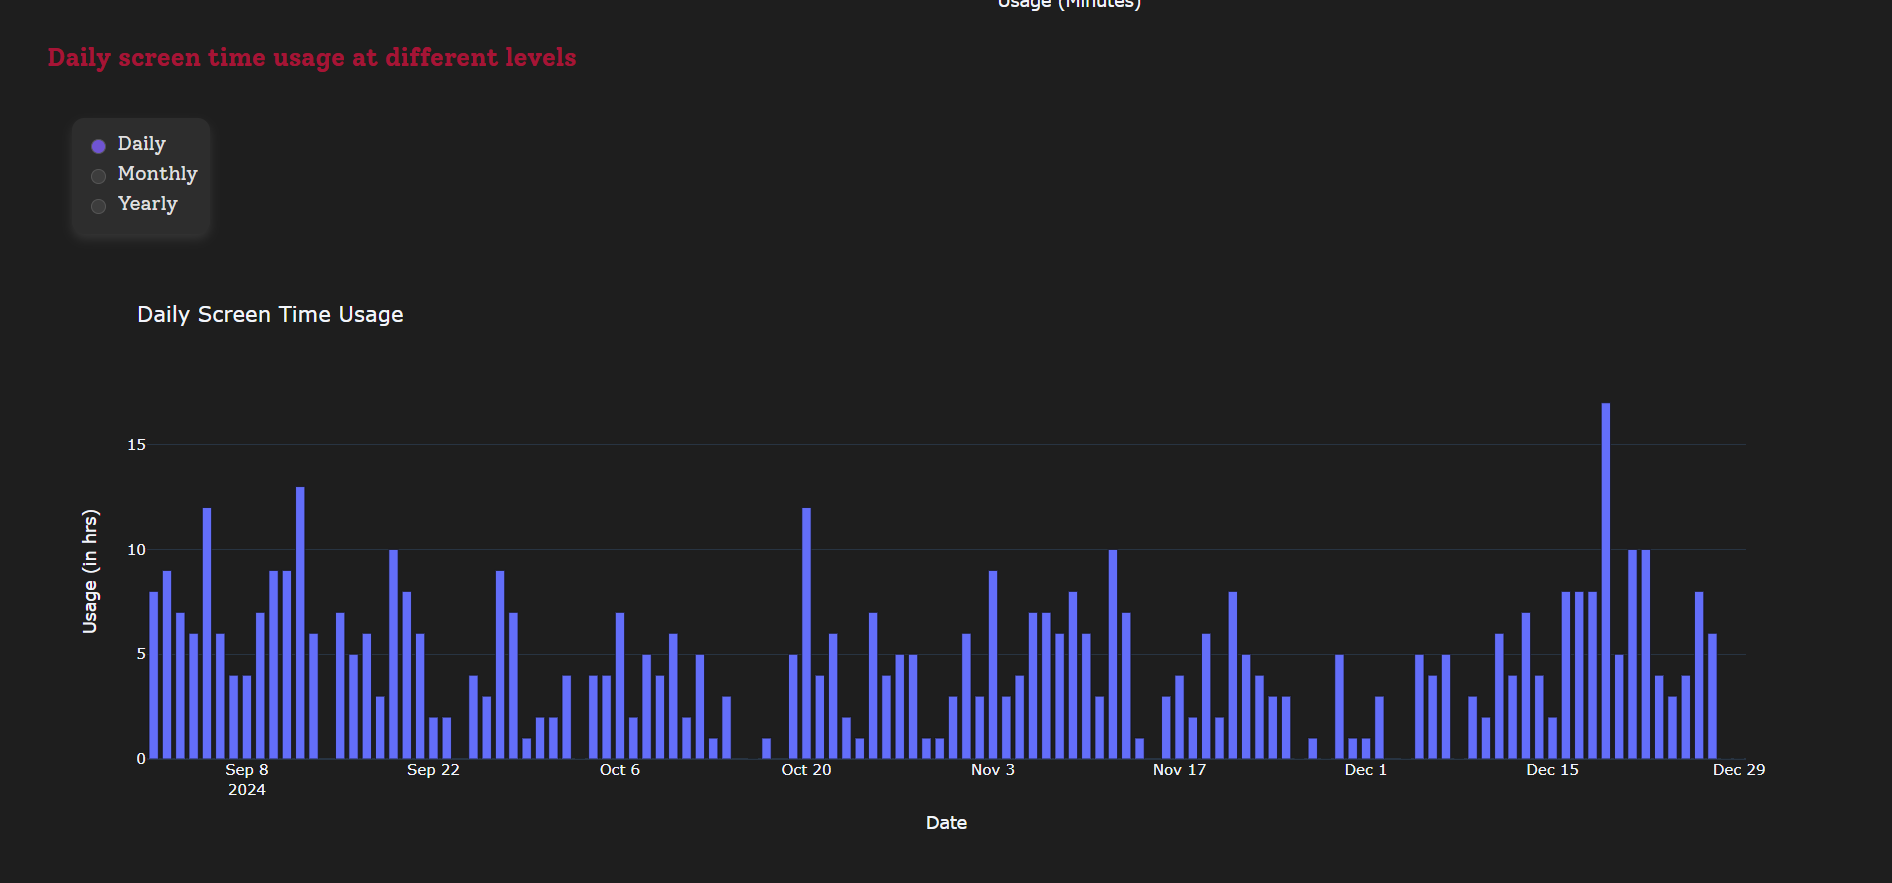 Usage (Minutes)
Daily screen time usage at different levels
Daily
Monthly
Yearly
Daily Screen Time Usage
15
10
5
0
Usage (in hrs)
Sep 8 Sep 22 Oct 6 Oct 20 Nov 3 Nov 17 Dec 1 Dec 15 Dec 29
2024
Date